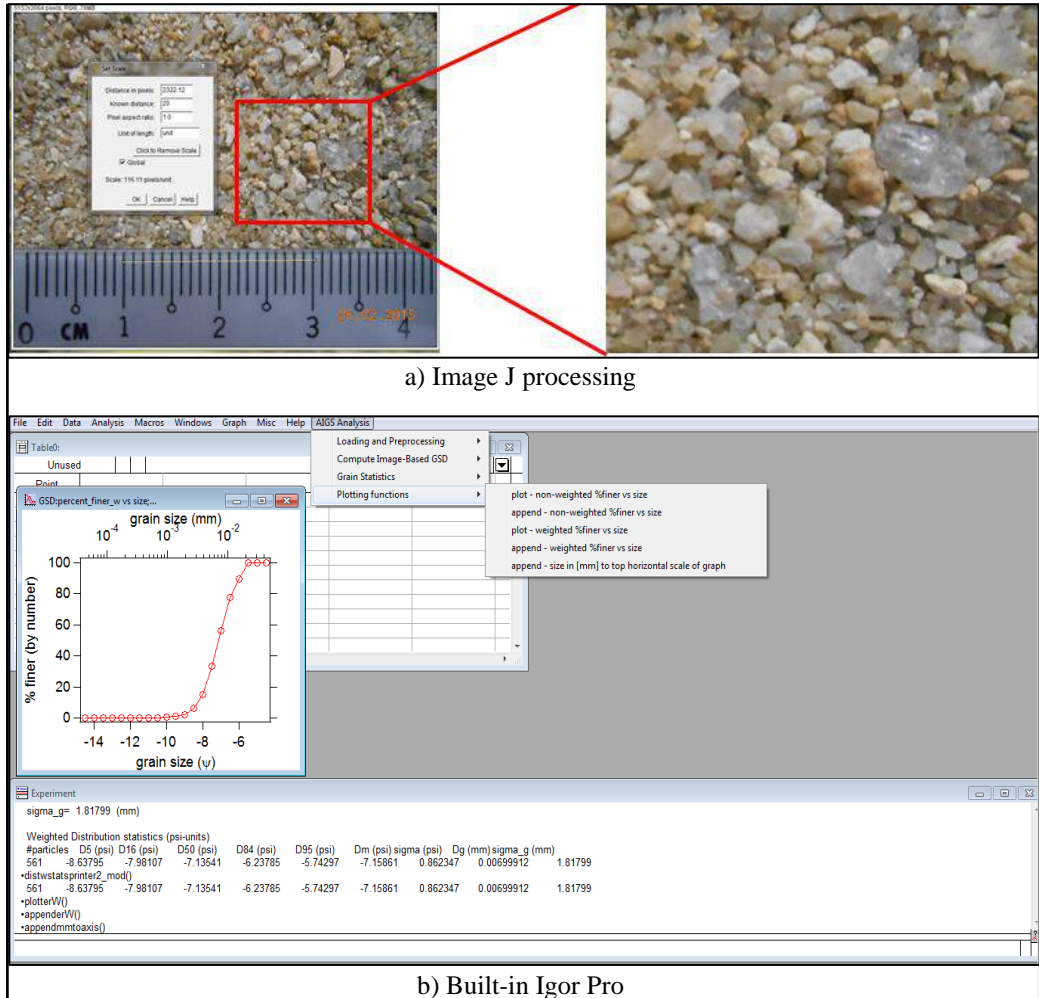 Set Scale
Distance in pixels: 2322.12
Known distance: 20
Pixel aspect ratio: 1.0
Unit of length: unit
Click to Remove Scale
Global
Scale: 116.11 pixels/unit
OK Cancel Help
0 CM 1 2 3 4
a) Image J processing
File Edit Data Analysis Macros Windows Graph Misc Help AIGS Analysis
Table0:
Unused
Point
Loading and Preprocessing
Compute Image-Based GSD
Grain Statistics
Plotting functions
plot - non-weighted %finer vs size
append - non-weighted %finer vs size
plot - weighted %finer vs size
append - weighted %finer vs size
append - size in [mm] to top horizontal scale of graph
GSD:percent_finer_w vs size;...
grain size (mm)
10⁻⁴ 10⁻³ 10⁻²
% finer (by number)
100
80
60
40
20
0
-14 -12 -10 -8 -6
grain size (ψ)
Experiment
sigma_g= 1.81799 (mm)
Weighted Distribution statistics (psi-units)
#particles D5 (psi) D16 (psi) D50 (psi) D84 (psi) D95 (psi) Dm (psi) sigma (psi) Dg (mm) sigma_g (mm)
561 -8.63795 -7.98107 -7.13541 -6.23785 -5.74297 -7.15861 0.862347 0.00699912 1.81799
•distwstatsprinter2_mod()
561 -8.63795 -7.98107 -7.13541 -6.23785 -5.74297 -7.15861 0.862347 0.00699912 1.81799
•plotterW()
•appenderW()
•appendmmtoaxis()
b) Built-in Igor Pro